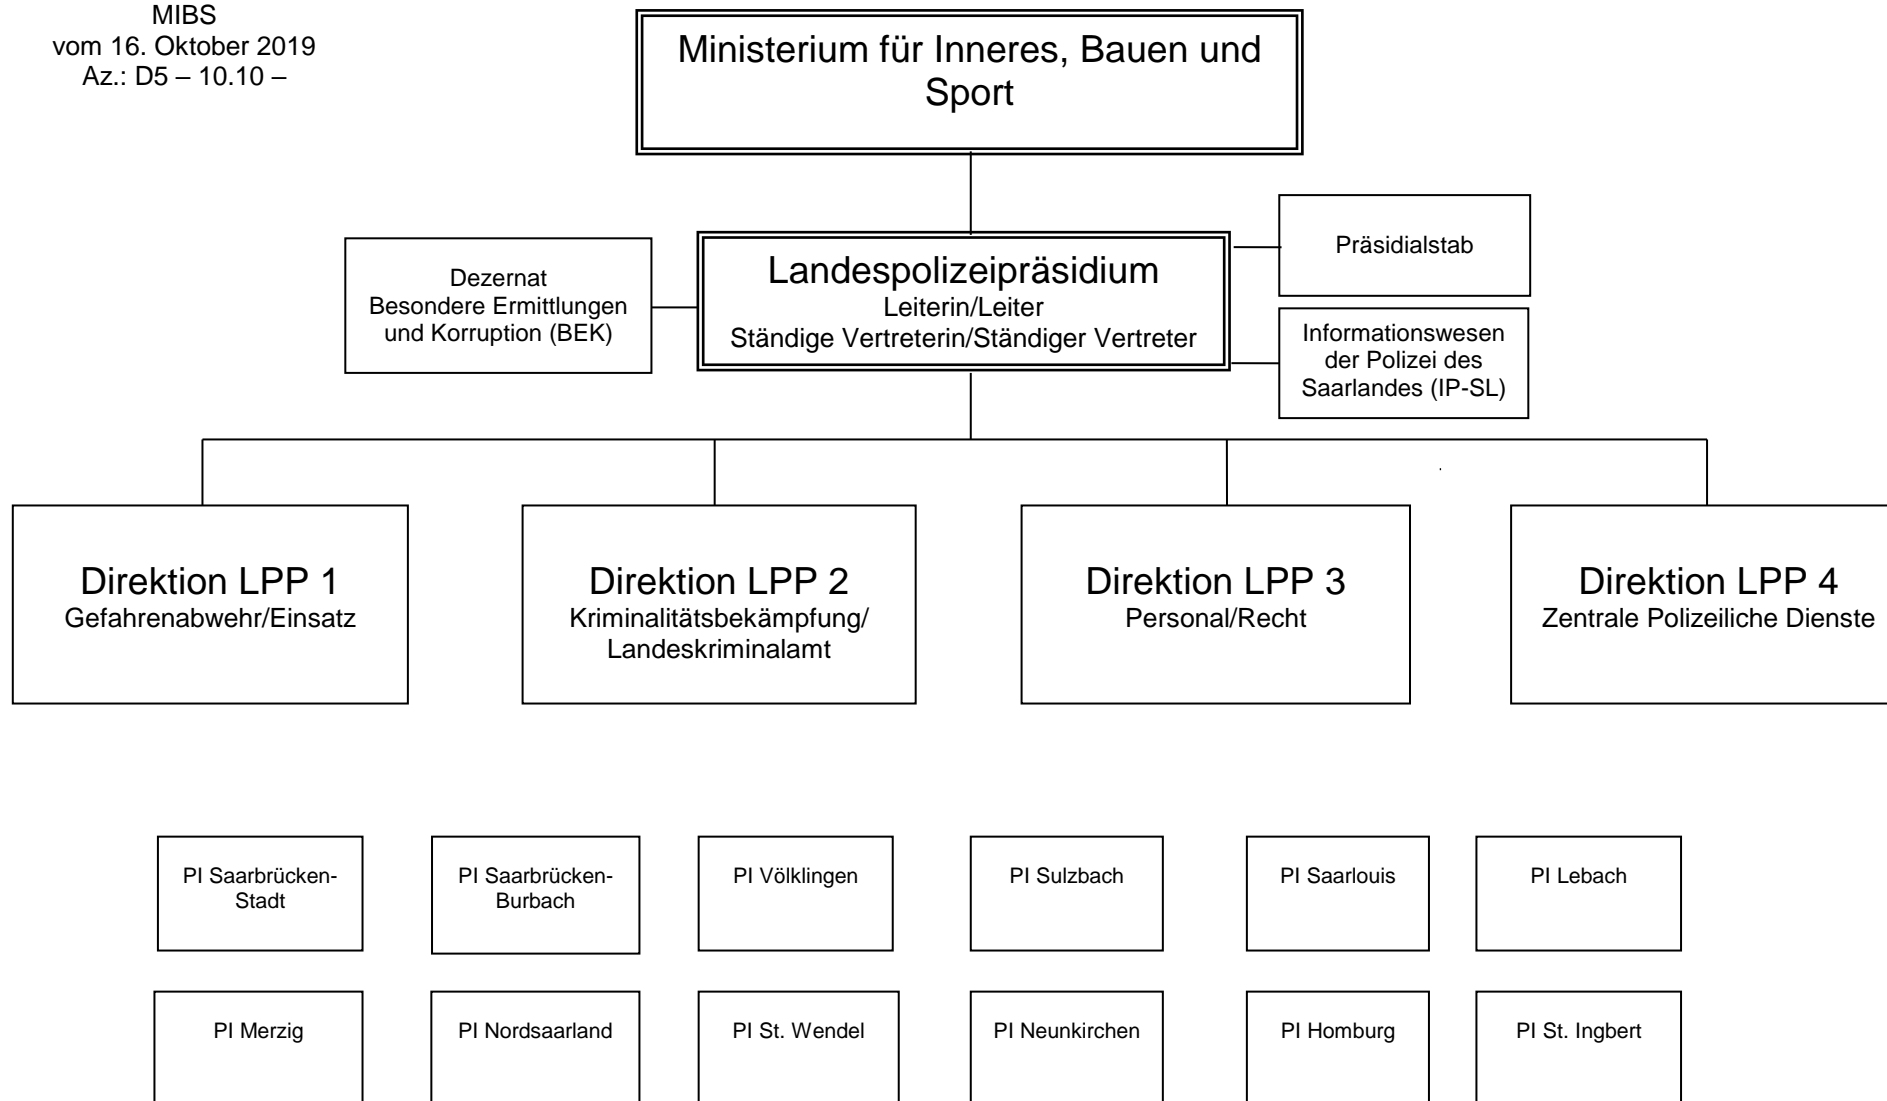 MIBS
vom 16. Oktober 2019
Az.: D5 – 10.10 –
Ministerium für Inneres, Bauen und
Sport
Dezernat
Besondere Ermittlungen
und Korruption (BEK)
Landespolizeipräsidium
Leiterin/Leiter
Ständige Vertreterin/Ständiger Vertreter
Präsidialstab
Informationswesen
der Polizei des
Saarlandes (IP-SL)
Direktion LPP 1
Gefahrenabwehr/Einsatz
Direktion LPP 2
Kriminalitätsbekämpfung/
Landeskriminalamt
Direktion LPP 3
Personal/Recht
Direktion LPP 4
Zentrale Polizeiliche Dienste
PI Saarbrücken-
Stadt
PI Saarbrücken-
Burbach
PI Völklingen
PI Sulzbach
PI Saarlouis
PI Lebach
PI Merzig
PI Nordsaarland
PI St. Wendel
PI Neunkirchen
PI Homburg
PI St. Ingbert